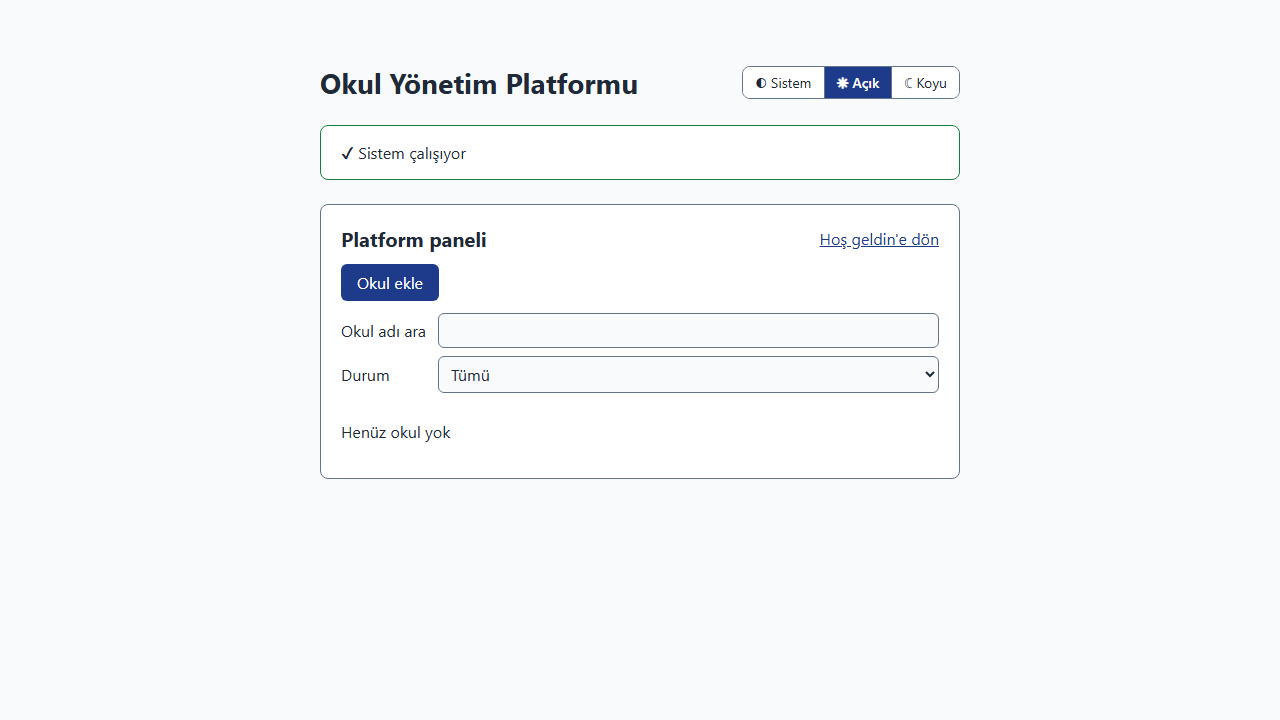 Okul Yönetim Platformu
◐ Sistem
❋ Açık
☾ Koyu
✓ Sistem çalışıyor
Platform paneli
Hoş geldin'e dön
Okul ekle
Okul adı ara
Durum
Tümü
Henüz okul yok